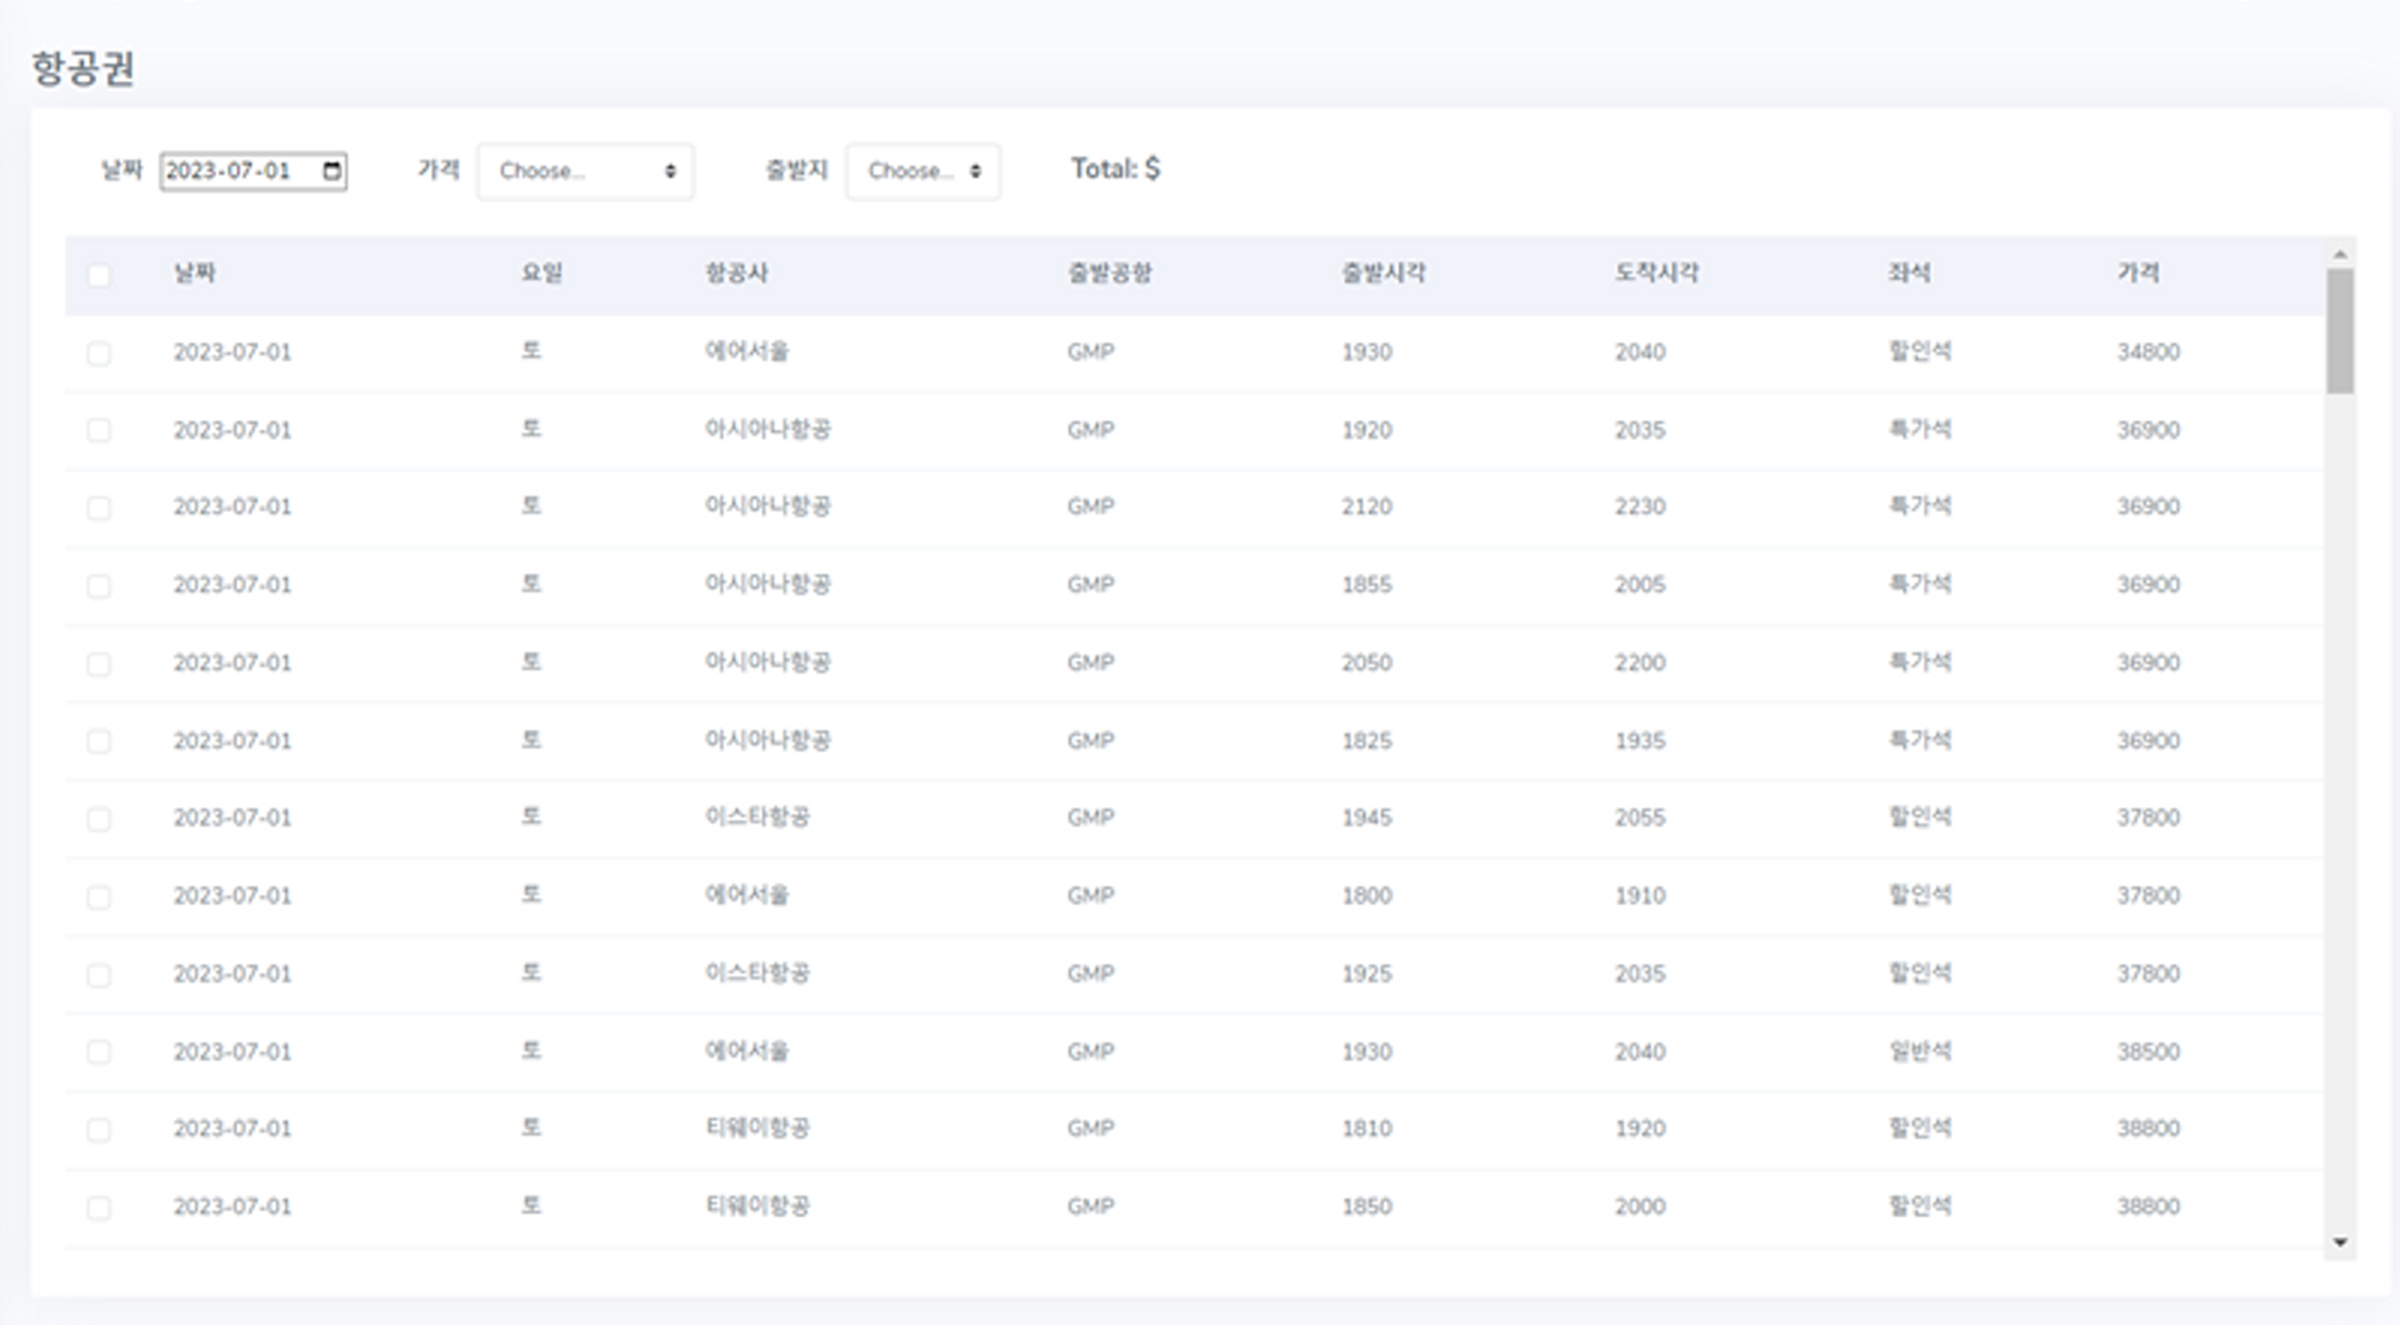 항공권
날짜 2023-07-01 가격 Choose... 출발지 Choose... Total: $
날짜 요일 항공사 출발공항 출발시각 도착시각 좌석 가격
2023-07-01 토 에어서울 GMP 1930 2040 할인석 34800
2023-07-01 토 아시아나항공 GMP 1920 2035 특가석 36900
2023-07-01 토 아시아나항공 GMP 2120 2230 특가석 36900
2023-07-01 토 아시아나항공 GMP 1855 2005 특가석 36900
2023-07-01 토 아시아나항공 GMP 2050 2200 특가석 36900
2023-07-01 토 아시아나항공 GMP 1825 1935 특가석 36900
2023-07-01 토 이스타항공 GMP 1945 2055 할인석 37800
2023-07-01 토 에어서울 GMP 1800 1910 할인석 37800
2023-07-01 토 이스타항공 GMP 1925 2035 할인석 37800
2023-07-01 토 에어서울 GMP 1930 2040 일반석 38500
2023-07-01 토 티웨이항공 GMP 1810 1920 할인석 38800
2023-07-01 토 티웨이항공 GMP 1850 2000 할인석 38800